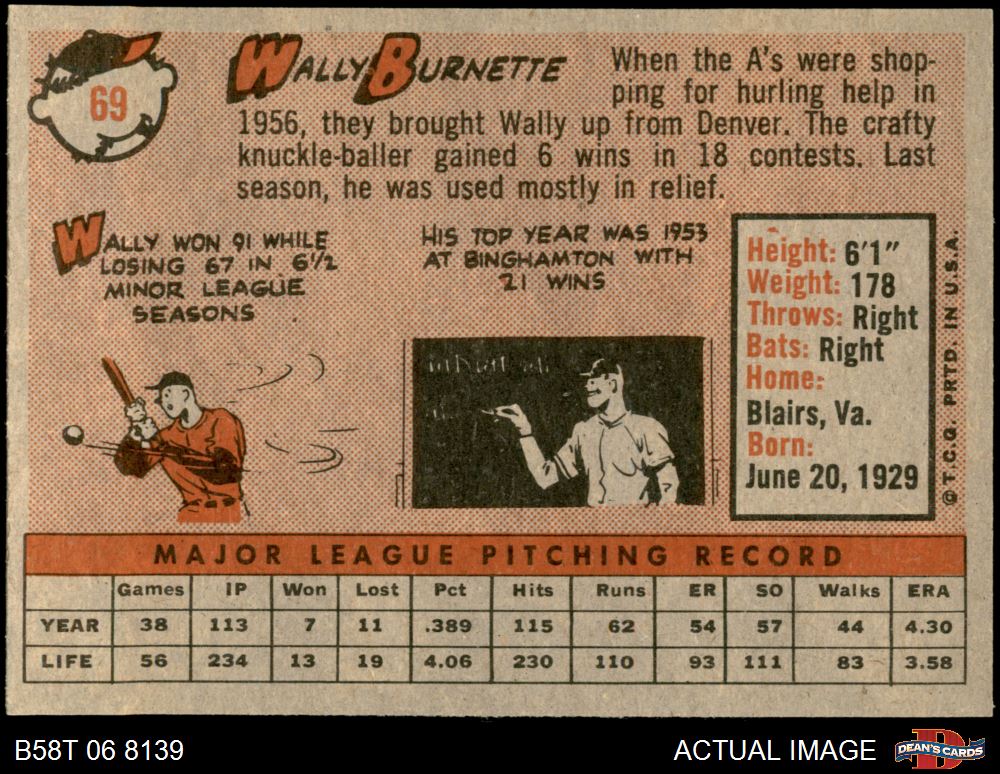 69
WALLY BURNETTE
When the A's were shop-
ping for hurling help in
1956, they brought Wally up from Denver. The crafty
knuckle-baller gained 6 wins in 18 contests. Last
season, he was used mostly in relief.
WALLY WON 91 WHILE
LOSING 67 IN 6½
MINOR LEAGUE
SEASONS
HIS TOP YEAR WAS 1953
AT BINGHAMTON WITH
21 WINS
Height: 6'1"
Weight: 178
Throws: Right
Bats: Right
Home:
Blairs, Va.
Born:
June 20, 1929
© T.C.G. PRTD. IN U.S.A.
MAJOR LEAGUE PITCHING RECORD
Games IP Won Lost Pct Hits Runs ER SO Walks ERA
YEAR 38 113 7 11 .389 115 62 54 57 44 4.30
LIFE 56 234 13 19 4.06 230 110 93 111 83 3.58
B58T 06 8139
ACTUAL IMAGE
D
DEAN'S CARDS